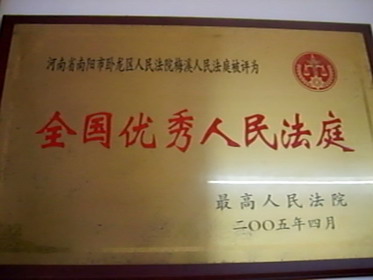 河南省南阳市卧龙区人民法院梅溪人民法庭被评为
全国优秀人民法庭
最高人民法院
二〇〇五年四月